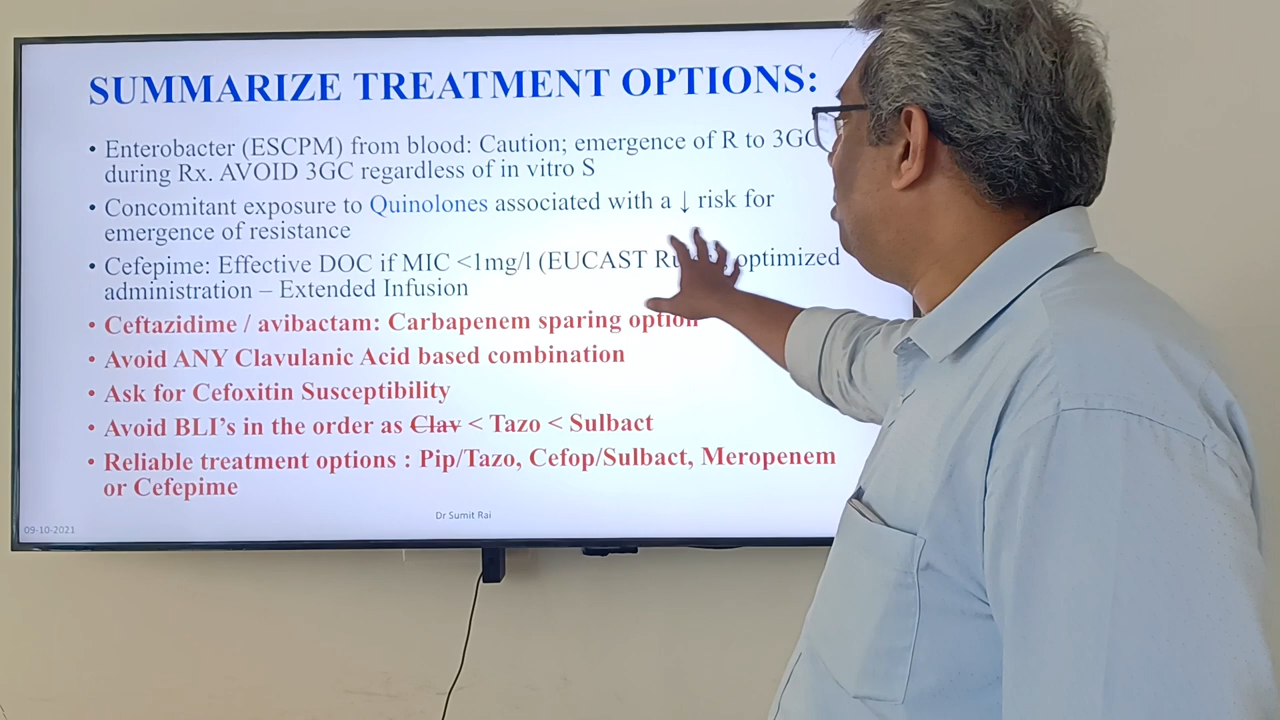 SUMMARIZE TREATMENT OPTIONS:
• Enterobacter (ESCPM) from blood: Caution; emergence of R to 3GC
during Rx. AVOID 3GC regardless of in vitro S
• Concomitant exposure to Quinolones associated with a ↓ risk for
emergence of resistance
• Cefepime: Effective DOC if MIC <1mg/l (EUCAST optimized
administration – Extended Infusion
• Ceftazidime / avibactam: Carbapenem sparing option
• Avoid ANY Clavulanic Acid based combination
• Ask for Cefoxitin Susceptibility
• Avoid BLI's in the order as Clav < Tazo < Sulbact
• Reliable treatment options : Pip/Tazo, Cefop/Sulbact, Meropenem
or Cefepime
Dr Sumit Rai
09-10-2021